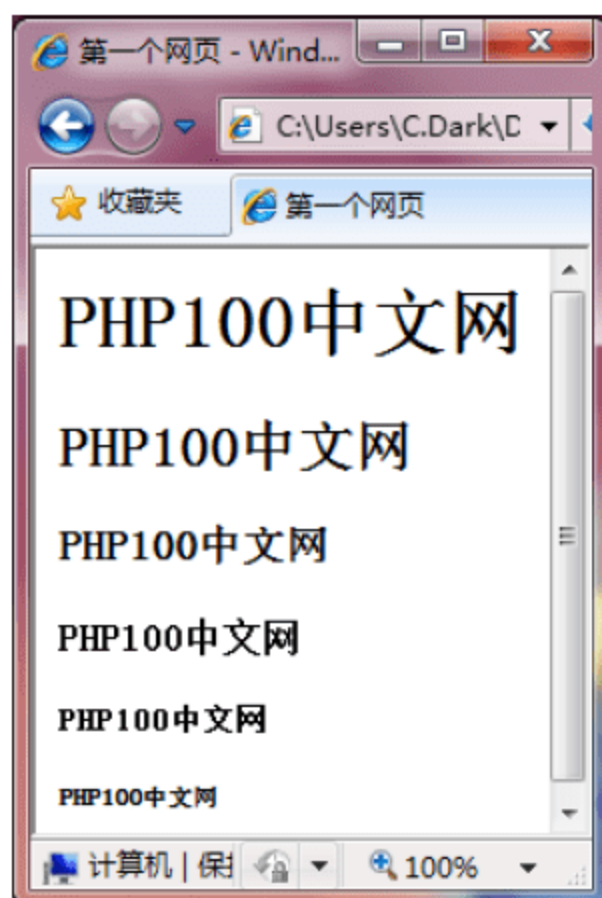 第一个网页 - Wind...
C:\Users\C.Dark\D
收藏夹
第一个网页
PHP100中文网
PHP100中文网
PHP100中文网
PHP100中文网
PHP100中文网
PHP100中文网
计算机 | 保
100%